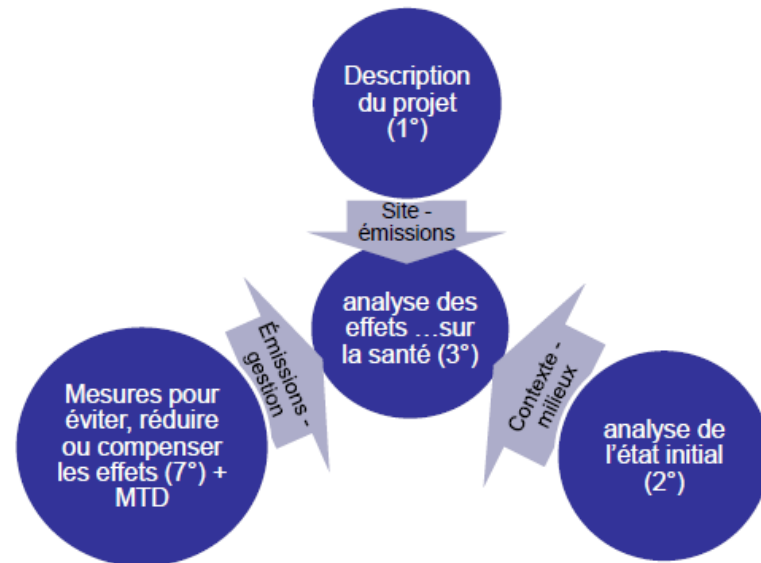 Description
du projet
(1°)
Site -
émissions
analyse des
effets ...sur
la santé (3°)
Émissions -
gestion
Contexte -
milieux
Mesures pour
éviter, réduire
ou compenser
les effets (7°) +
MTD
analyse de
l'état initial
(2°)